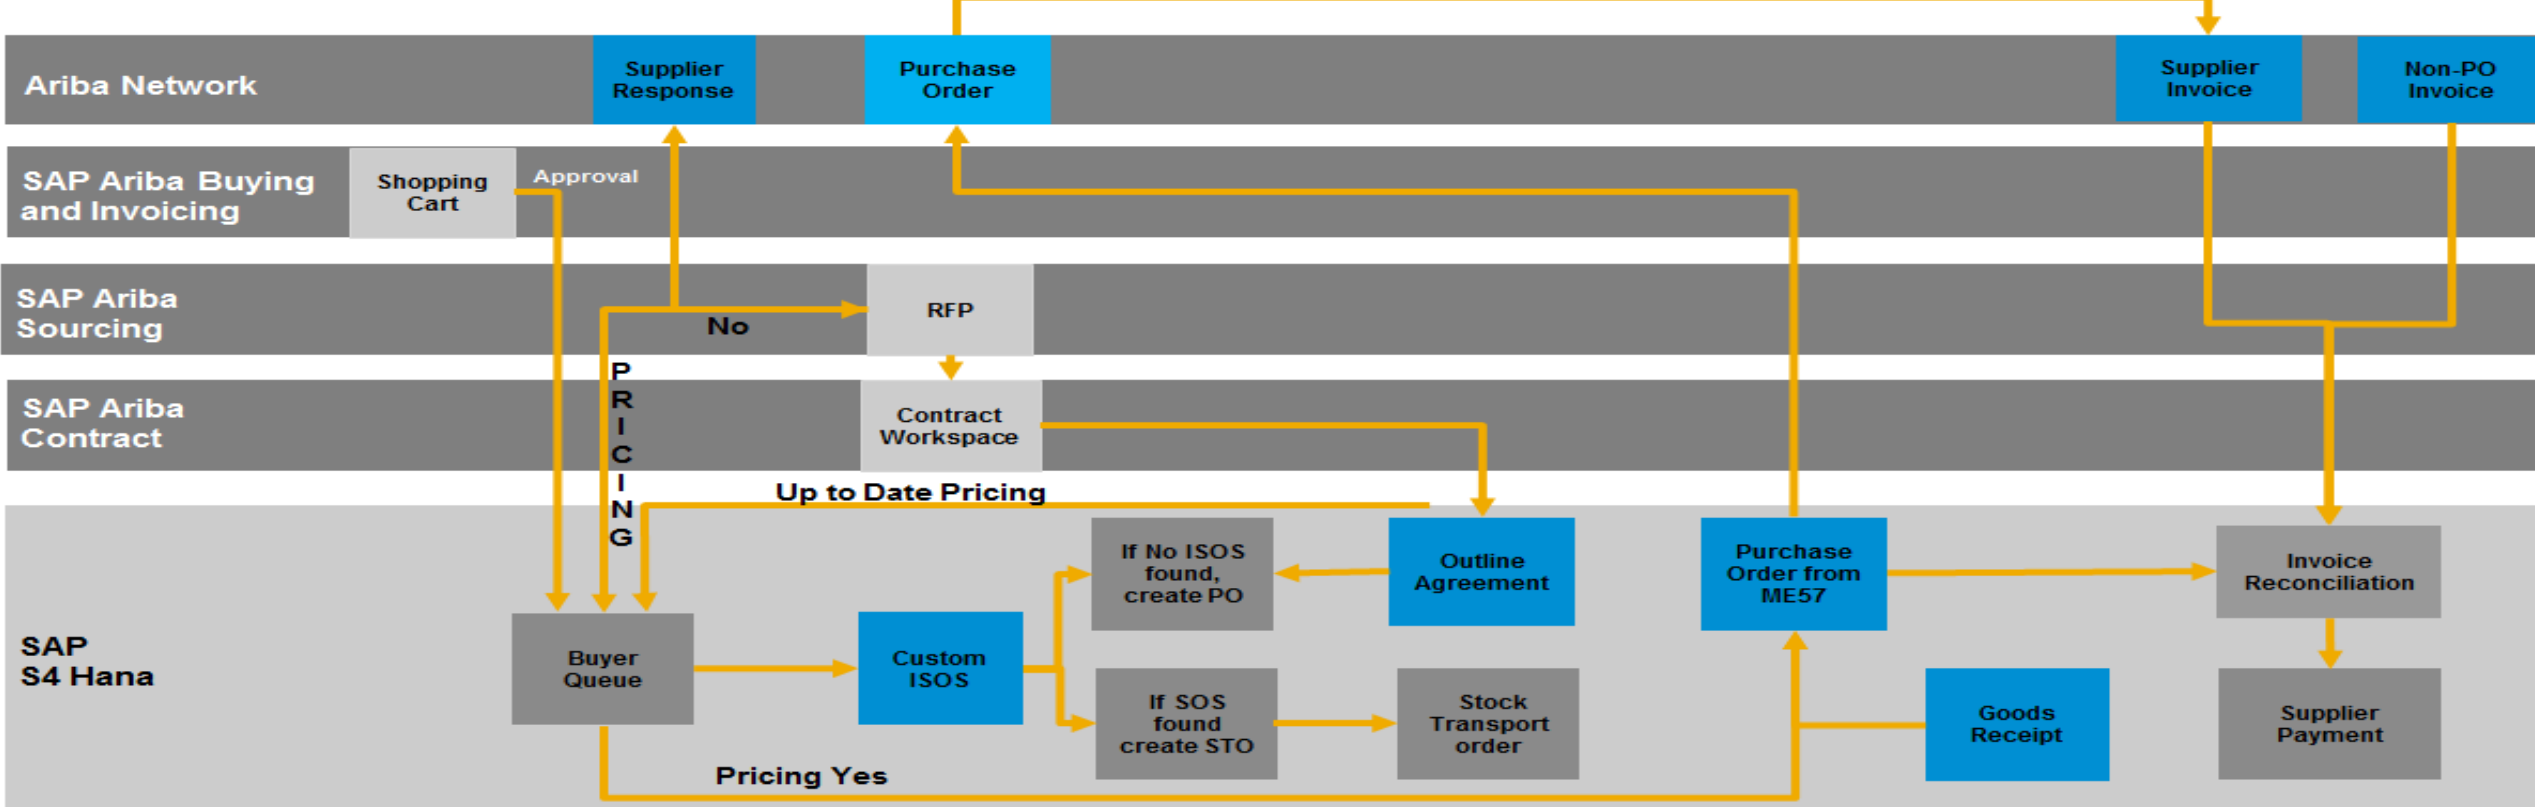 Ariba Network
Supplier
Response
Purchase
Order
Supplier
Invoice
Non-PO
Invoice
SAP Ariba Buying
and Invoicing
Shopping
Cart
Approval
SAP Ariba
Sourcing
No
RFP
P
R
I
C
I
N
G
SAP Ariba
Contract
Contract
Workspace
Up to Date Pricing
SAP
S4 Hana
Buyer
Queue
Custom
ISOS
If No ISOS
found,
create PO
Outline
Agreement
If SOS
found
create STO
Stock
Transport
order
Purchase
Order from
ME57
Goods
Receipt
Invoice
Reconciliation
Supplier
Payment
Pricing Yes